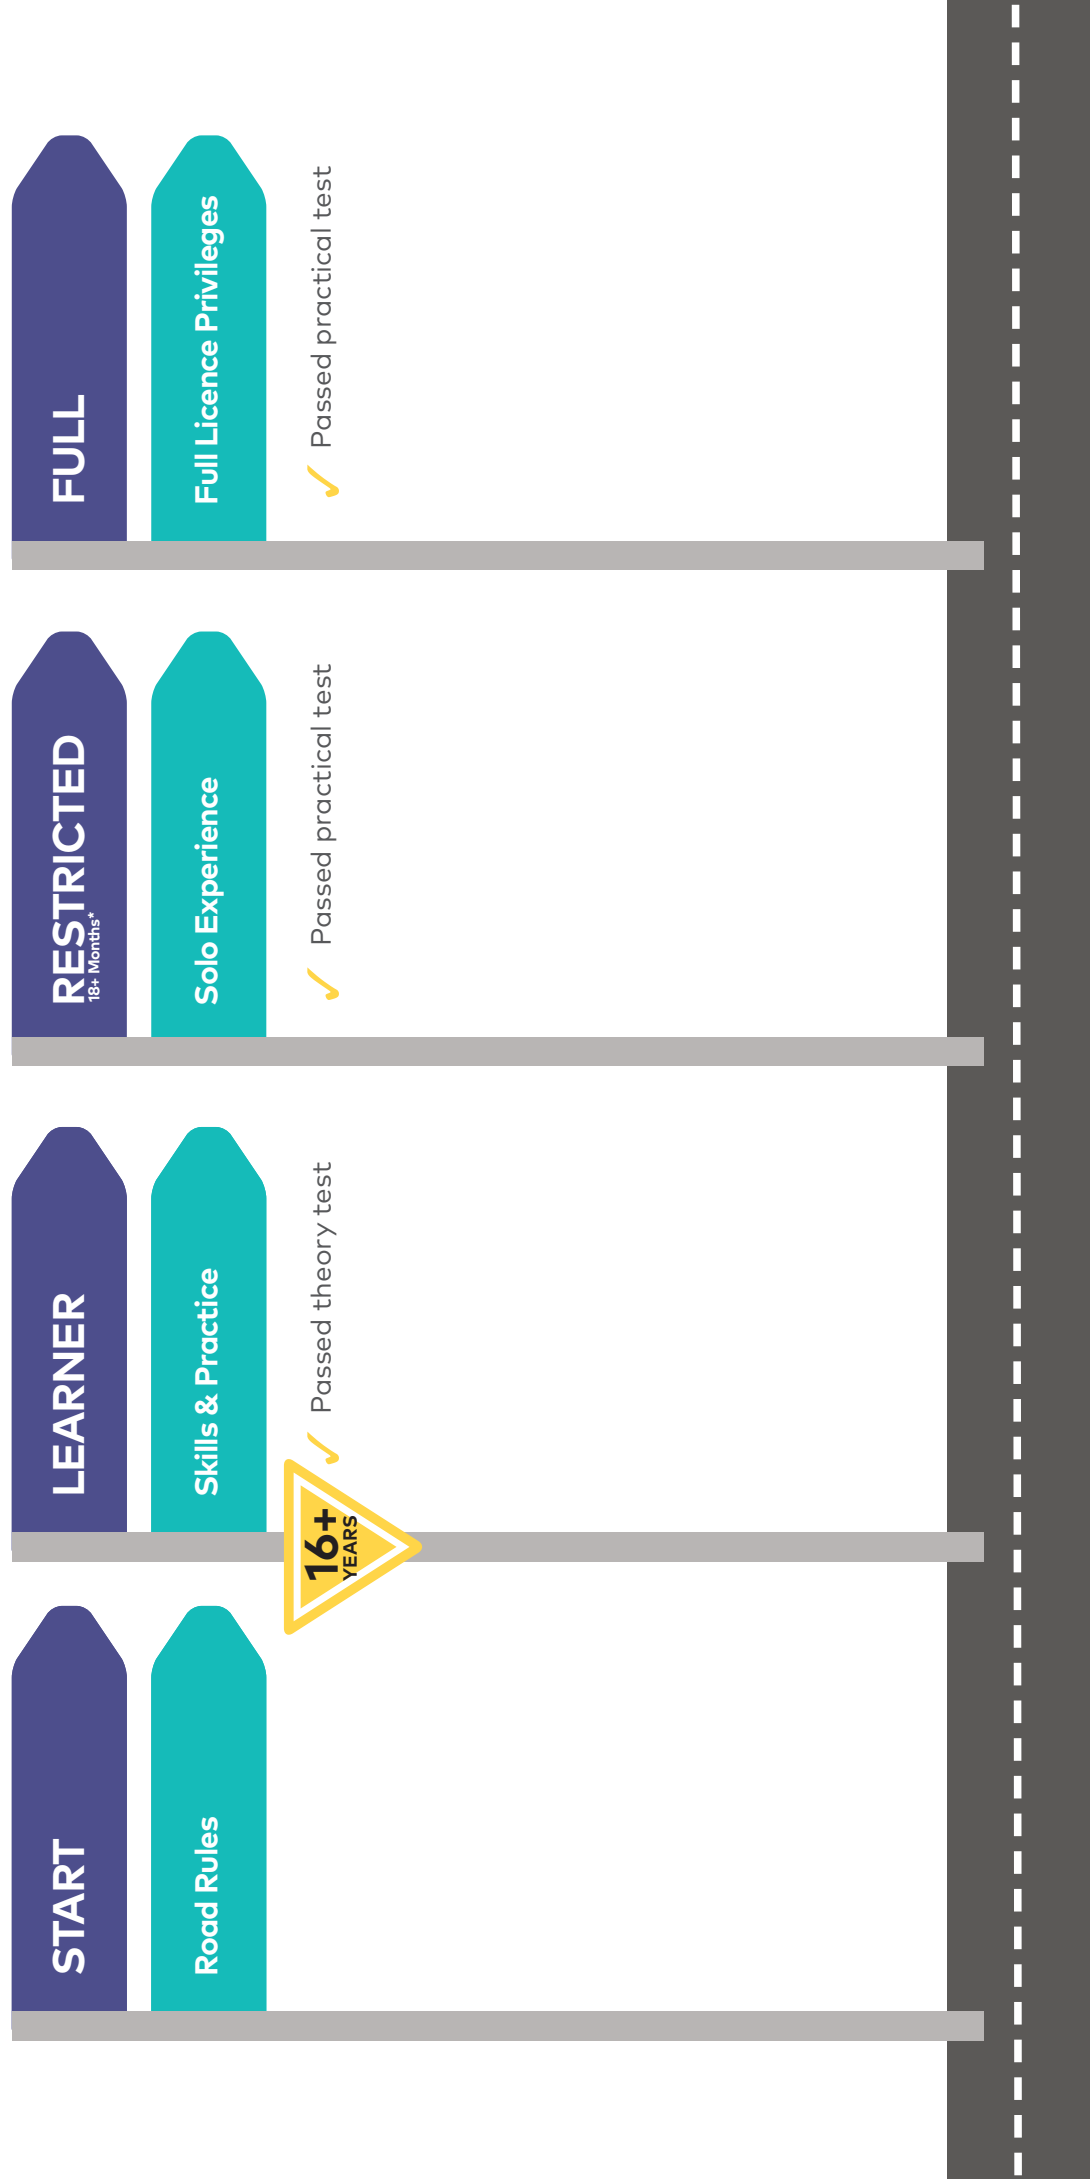 START
Road Rules
16+
YEARS
LEARNER
Skills & Practice
✓ Passed theory test
RESTRICTED
18+ Months*
Solo Experience
✓ Passed practical test
FULL
Full Licence Privileges
✓ Passed practical test